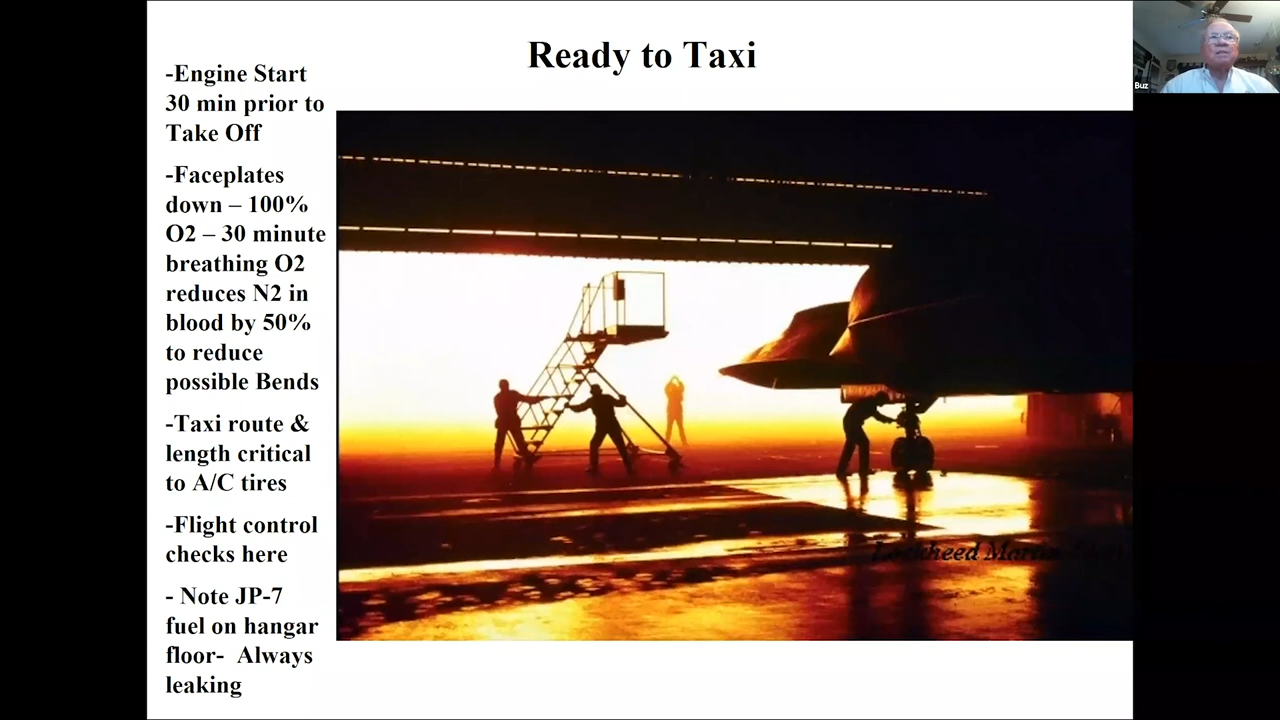 Ready to Taxi
-Engine Start
30 min prior to
Take Off
-Faceplates
down – 100%
O2 – 30 minute
breathing O2
reduces N2 in
blood by 50%
to reduce
possible Bends
-Taxi route &
length critical
to A/C tires
-Flight control
checks here
- Note JP-7
fuel on hangar
floor-  Always
leaking
Lockheed Martin
Buz